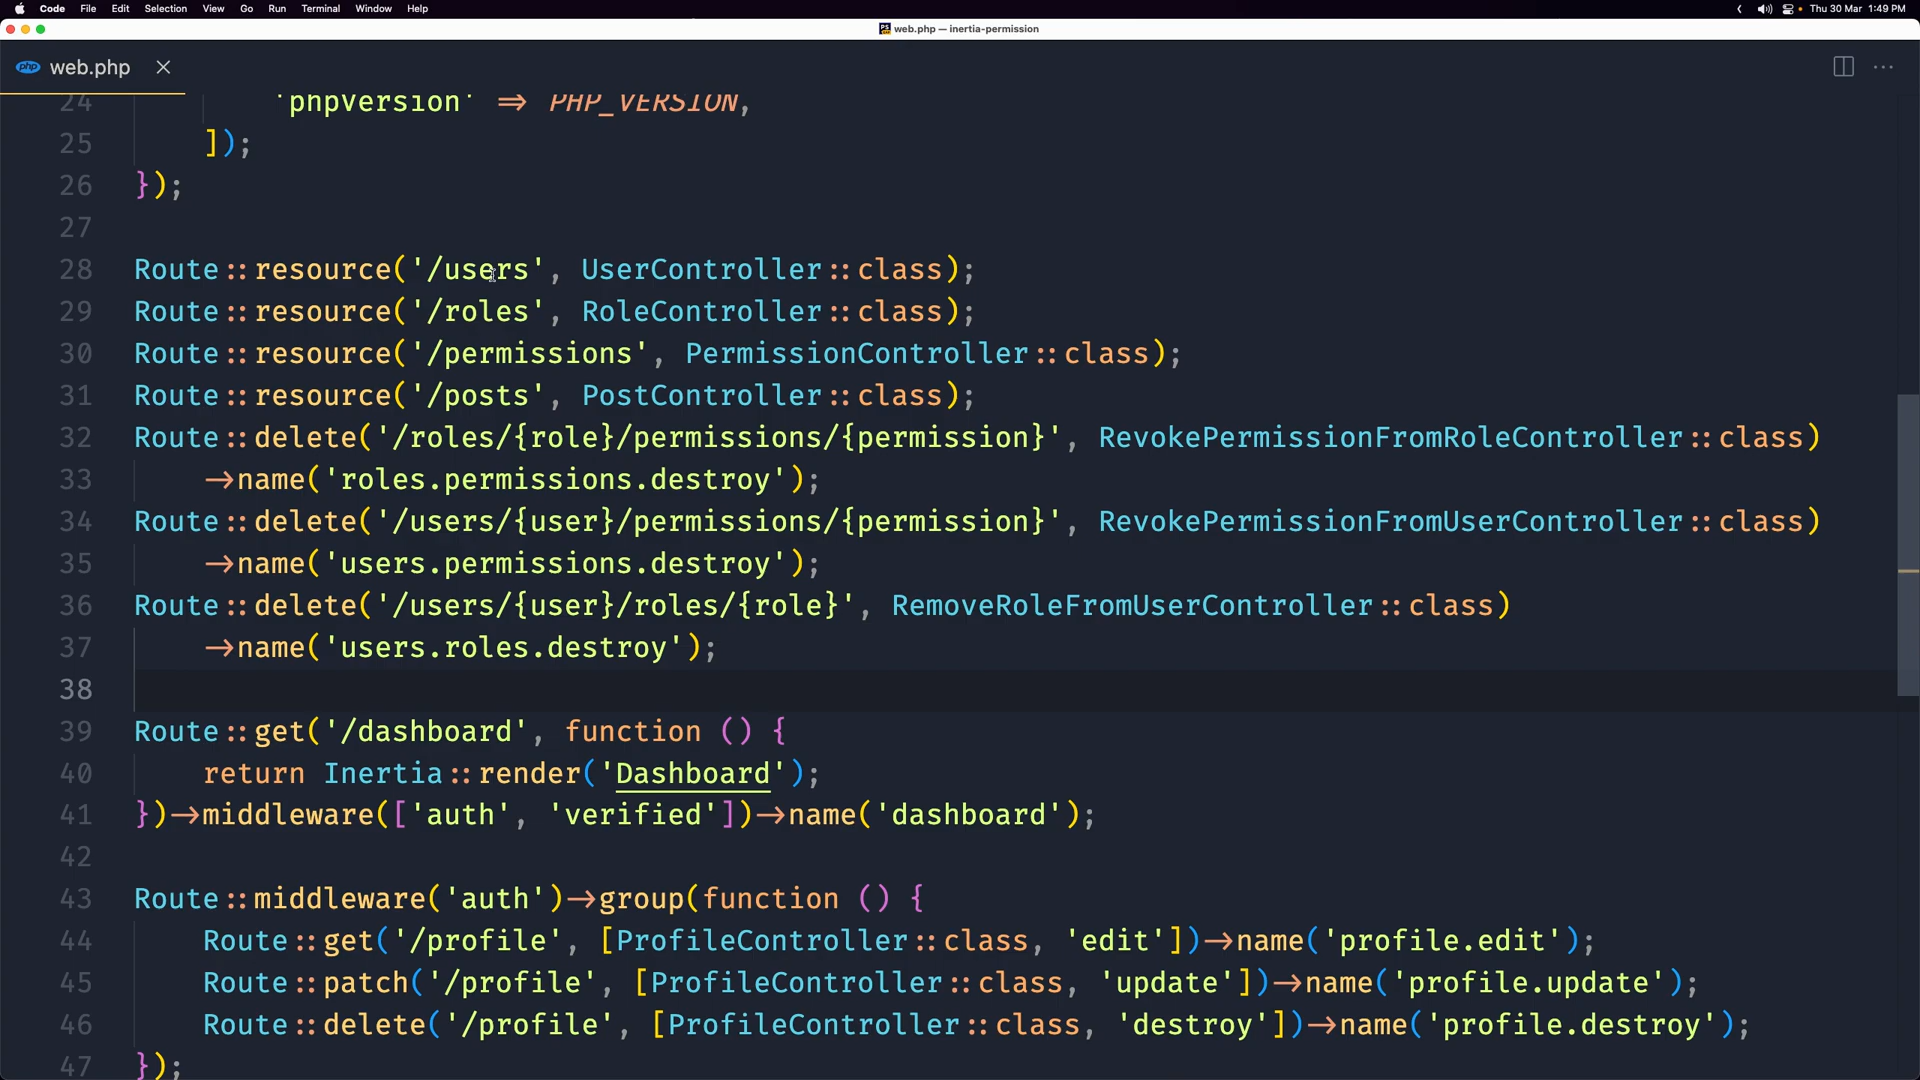 Code File Edit Selection View Go Run Terminal Window Help Thu 30 Mar 1:49 PM
web.php — inertia-permission
php web.php
24 'phpversion' => PHP_VERSION,
25 ]);
26 });
27
28 Route::resource('/users', UserController::class);
29 Route::resource('/roles', RoleController::class);
30 Route::resource('/permissions', PermissionController::class);
31 Route::resource('/posts', PostController::class);
32 Route::delete('/roles/{role}/permissions/{permission}', RevokePermissionFromRoleController::class)
33 ->name('roles.permissions.destroy');
34 Route::delete('/users/{user}/permissions/{permission}', RevokePermissionFromUserController::class)
35 ->name('users.permissions.destroy');
36 Route::delete('/users/{user}/roles/{role}', RemoveRoleFromUserController::class)
37 ->name('users.roles.destroy');
38
39 Route::get('/dashboard', function () {
40 return Inertia::render('Dashboard');
41 })->middleware(['auth', 'verified'])->name('dashboard');
42
43 Route::middleware('auth')->group(function () {
44 Route::get('/profile', [ProfileController::class, 'edit'])->name('profile.edit');
45 Route::patch('/profile', [ProfileController::class, 'update'])->name('profile.update');
46 Route::delete('/profile', [ProfileController::class, 'destroy'])->name('profile.destroy');
47 });